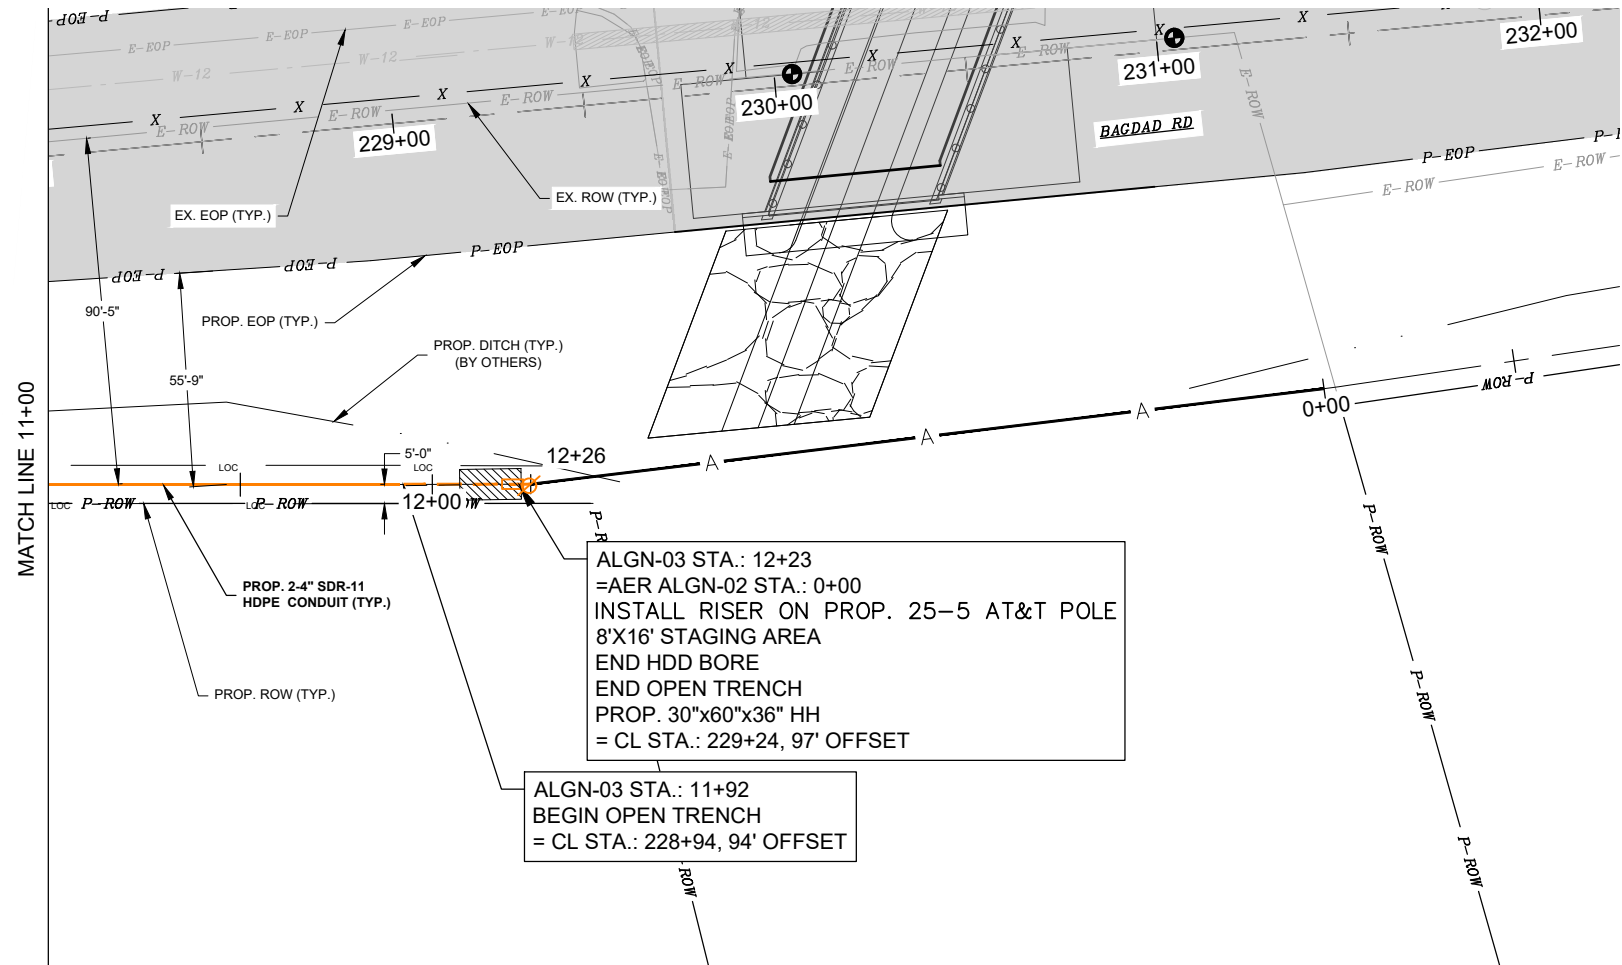 P-EOP
E-EOP
E-EOP
E-EOP
E-EOP
W-12
W-12
W-12
W-12
X
X
X
X
X
X
X
X
X
E-ROW
E-ROW
E-ROW
E-ROW
E-ROW
E-ROW
E-ROW
E-ROW
E-ROW
E-ROW
229+00
230+00
231+00
232+00
BAGDAD RD
P-EOP
EX. EOP (TYP.)
EX. ROW (TYP.)
P-EOP
P-EOP
P-EOP
90'-5"
55'-9"
PROP. EOP (TYP.)
PROP. DITCH (TYP.)
(BY OTHERS)
MATCH LINE 11+00
5'-0"
LOC
LOC
LOC
LOC
12+26
12+00
0+00
A
A
A
P-ROW
P-ROW
P-ROW
P-ROW
P-ROW
P-ROW
ROW
PROP. 2-4" SDR-11
HDPE CONDUIT (TYP.)
PROP. ROW (TYP.)
ALGN-03 STA.: 12+23
=AER ALGN-02 STA.: 0+00
INSTALL RISER ON PROP. 25-5 AT&T POLE
8'X16' STAGING AREA
END HDD BORE
END OPEN TRENCH
PROP. 30"x60"x36" HH
= CL STA.: 229+24, 97' OFFSET
ALGN-03 STA.: 11+92
BEGIN OPEN TRENCH
= CL STA.: 228+94, 94' OFFSET